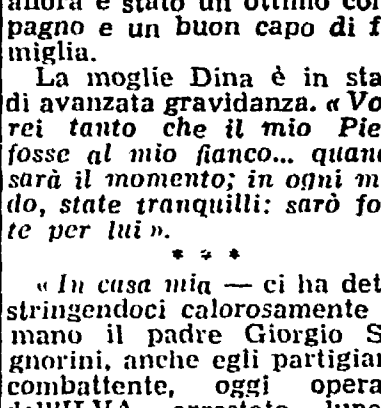 allora è stato un ottimo com
pagno e un buon capo di f
miglia.
La moglie Dina è in sta
di avanzata gravidanza. « Vo
rei tanto che il mio Pie
fosse al mio fianco... quan
sarà il momento; in ogni m
do, state tranquilli: sarò fo
te per lui ».
* * *
« In casa mia — ci ha det
stringendoci calorosamente
mano il padre Giorgio S
gnorini, anche egli partigian
combattente, oggi opera
dell'ILVA arrestato lune